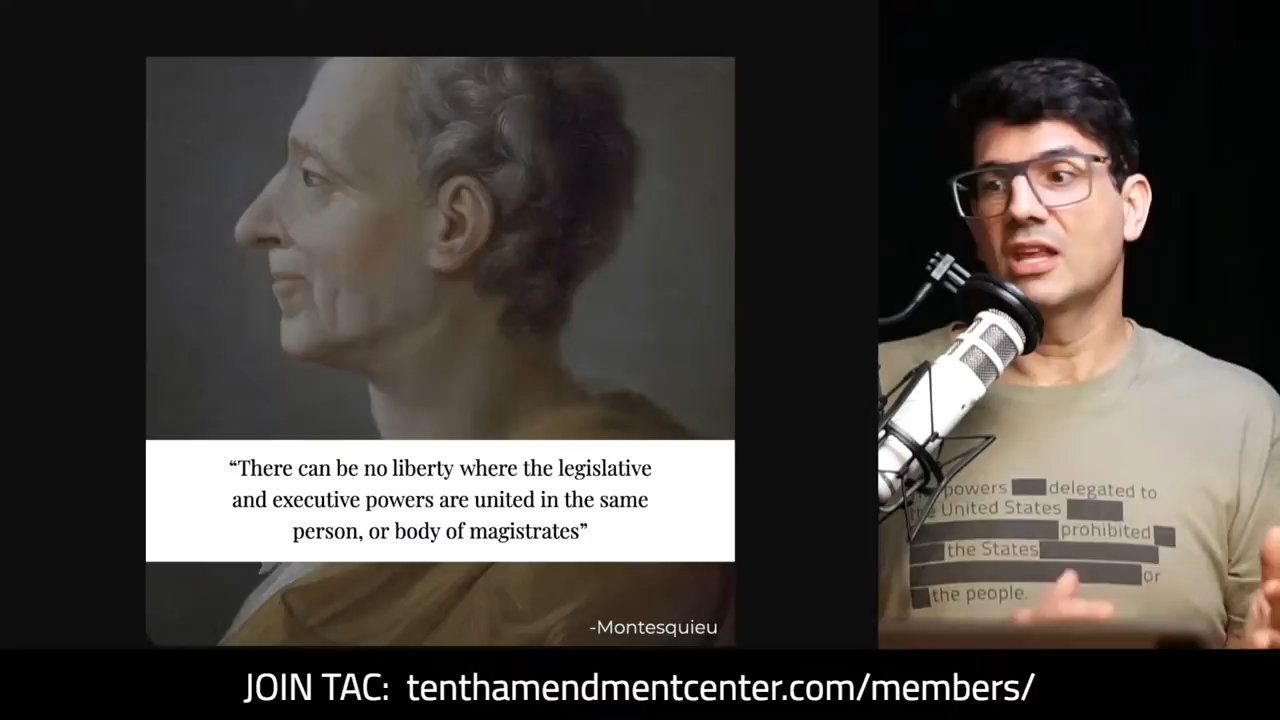 “There can be no liberty where the legislative
and executive powers are united in the same
person, or body of magistrates”
-Montesquieu
powers delegated to
the United States
prohibited
the States
or
the people.
JOIN TAC: tenthamendmentcenter.com/members/